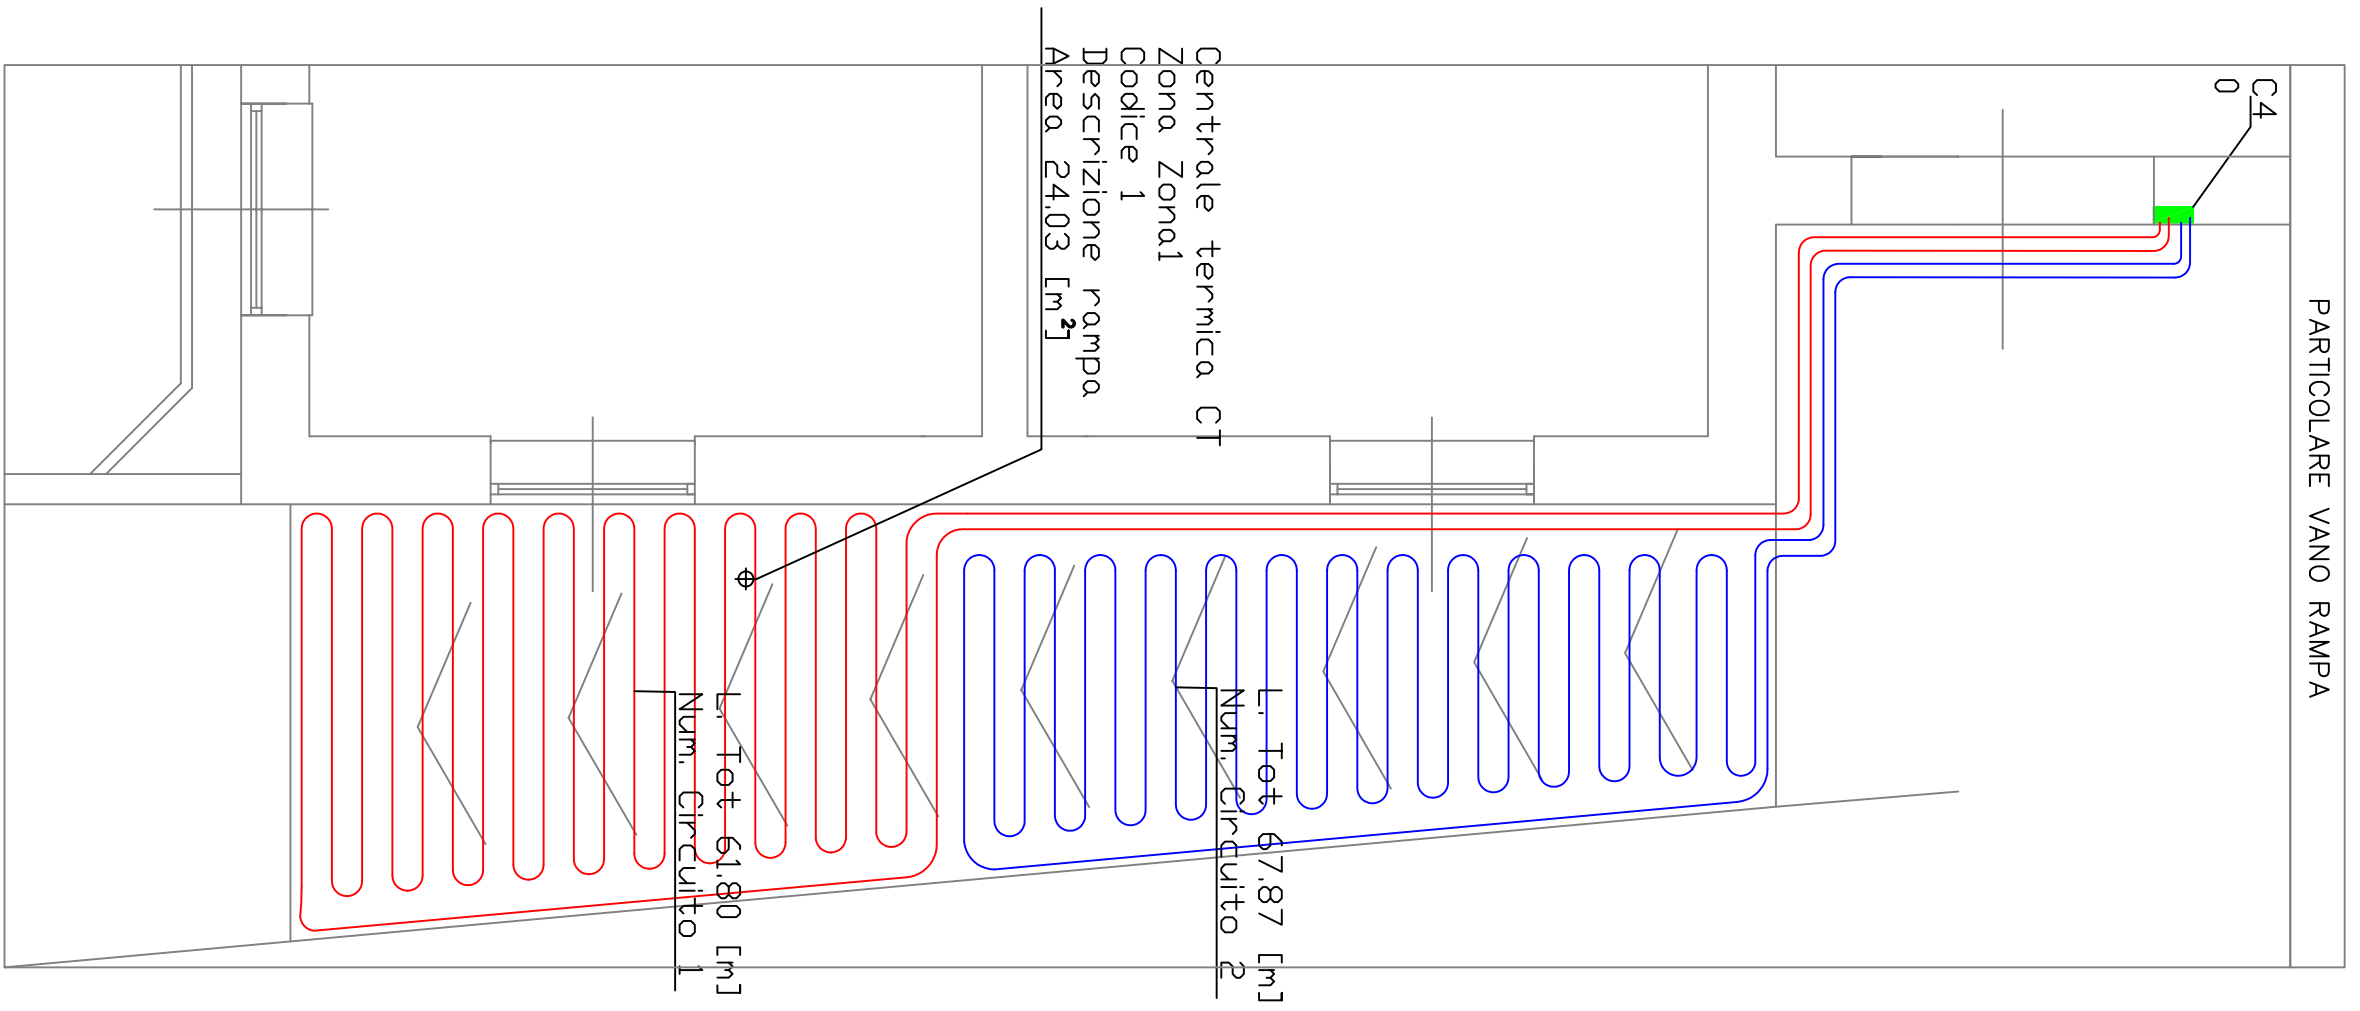 PARTICOLARE VANO RAMPA
C4
0
Centrale termica CT
Zona Zona1
Codice 1
Descrizione rampa
Area 24.03 [m²]
L. Tot 67.87 [m]
Num. Circuito 2
L. Tot 61.80 [m]
Num. Circuito 1